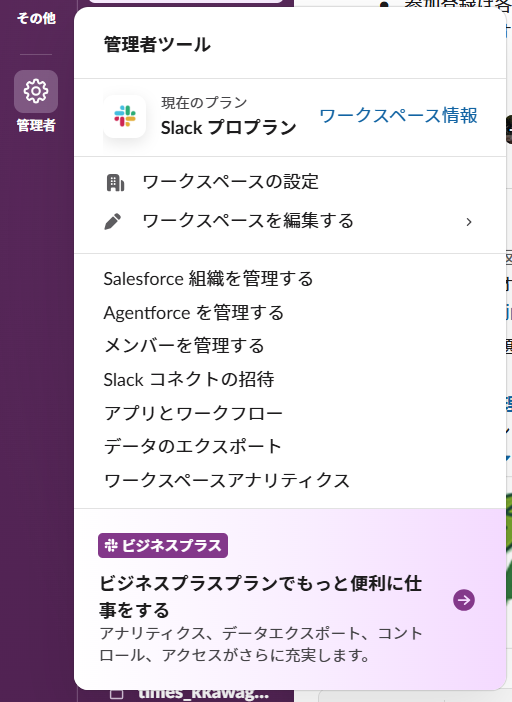 その他
管理者
管理者ツール
現在のプラン
Slack プロプラン
ワークスペース情報
ワークスペースの設定
ワークスペースを編集する
Salesforce 組織を管理する
Agentforce を管理する
メンバーを管理する
Slack コネクトの招待
アプリとワークフロー
データのエクスポート
ワークスペースアナリティクス
ビジネスプラス
ビジネスプラスプランでもっと便利に仕
事をする
アナリティクス、データエクスポート、コント
ロール、アクセスがさらに充実します。
times_kkawag...